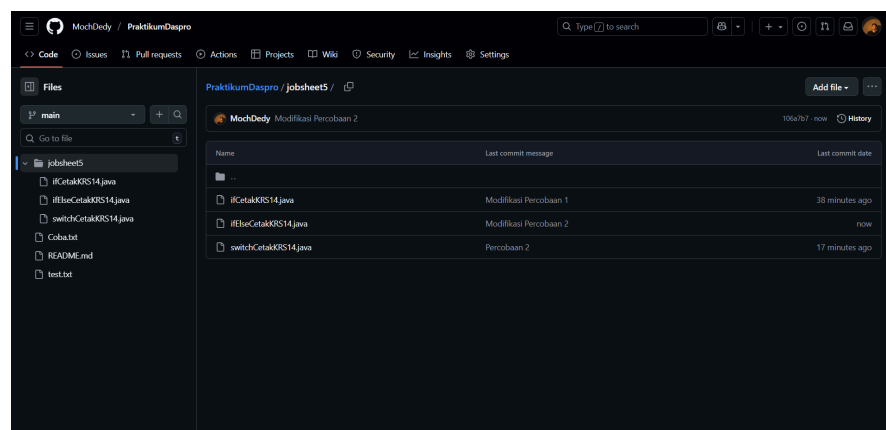 MochDedy / PraktikumDaspro
Type / to search
Code Issues Pull requests Actions Projects Wiki Security Insights Settings
Files
PraktikumDaspro / jobsheet5 /
Add file
main
MochDedy Modifikasi Percobaan 2
106a7b7 · now History
Go to file t
Name Last commit message Last commit date
jobsheet5
..
ifCetakKRS14.java
ifElseCetakKRS14.java
switchCetakKRS14.java
Coba.txt
README.md
test.txt
ifCetakKRS14.java Modifikasi Percobaan 1 38 minutes ago
ifElseCetakKRS14.java Modifikasi Percobaan 2 now
switchCetakKRS14.java Percobaan 2 17 minutes ago